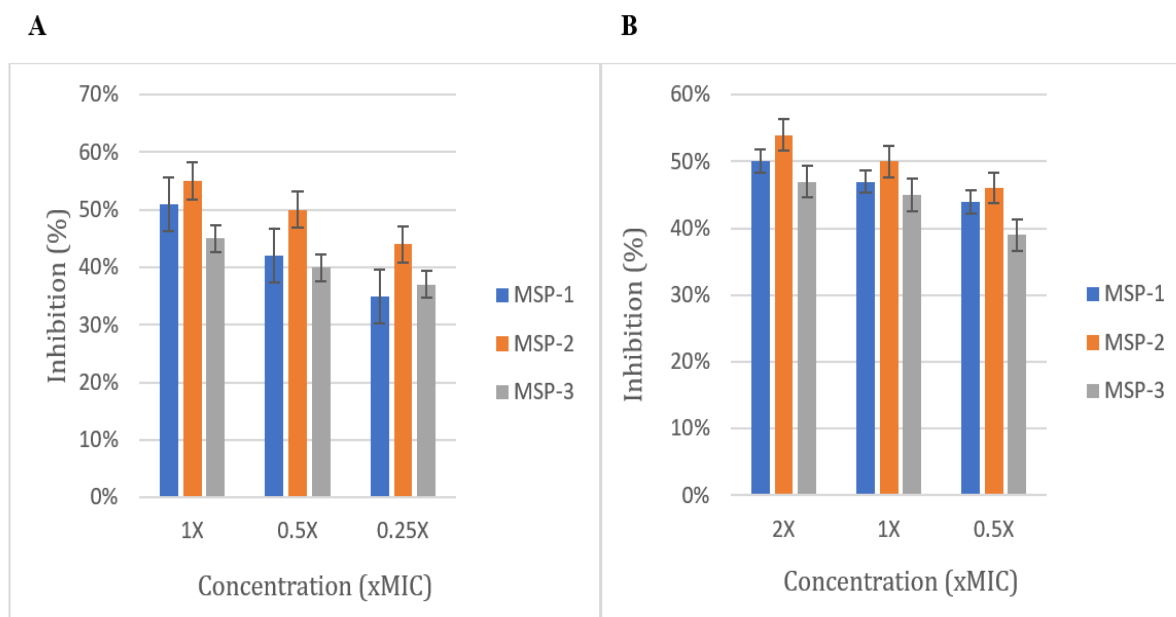 A
70%
60%
50%
40%
30%
20%
10%
0%
Inhibition (%)
1X 0.5X 0.25X
Concentration (xMIC)
MSP-1
MSP-2
MSP-3
B
60%
50%
40%
30%
20%
10%
0%
Inhibition (%)
2X 1X 0.5X
Concentration (xMIC)
MSP-1
MSP-2
MSP-3